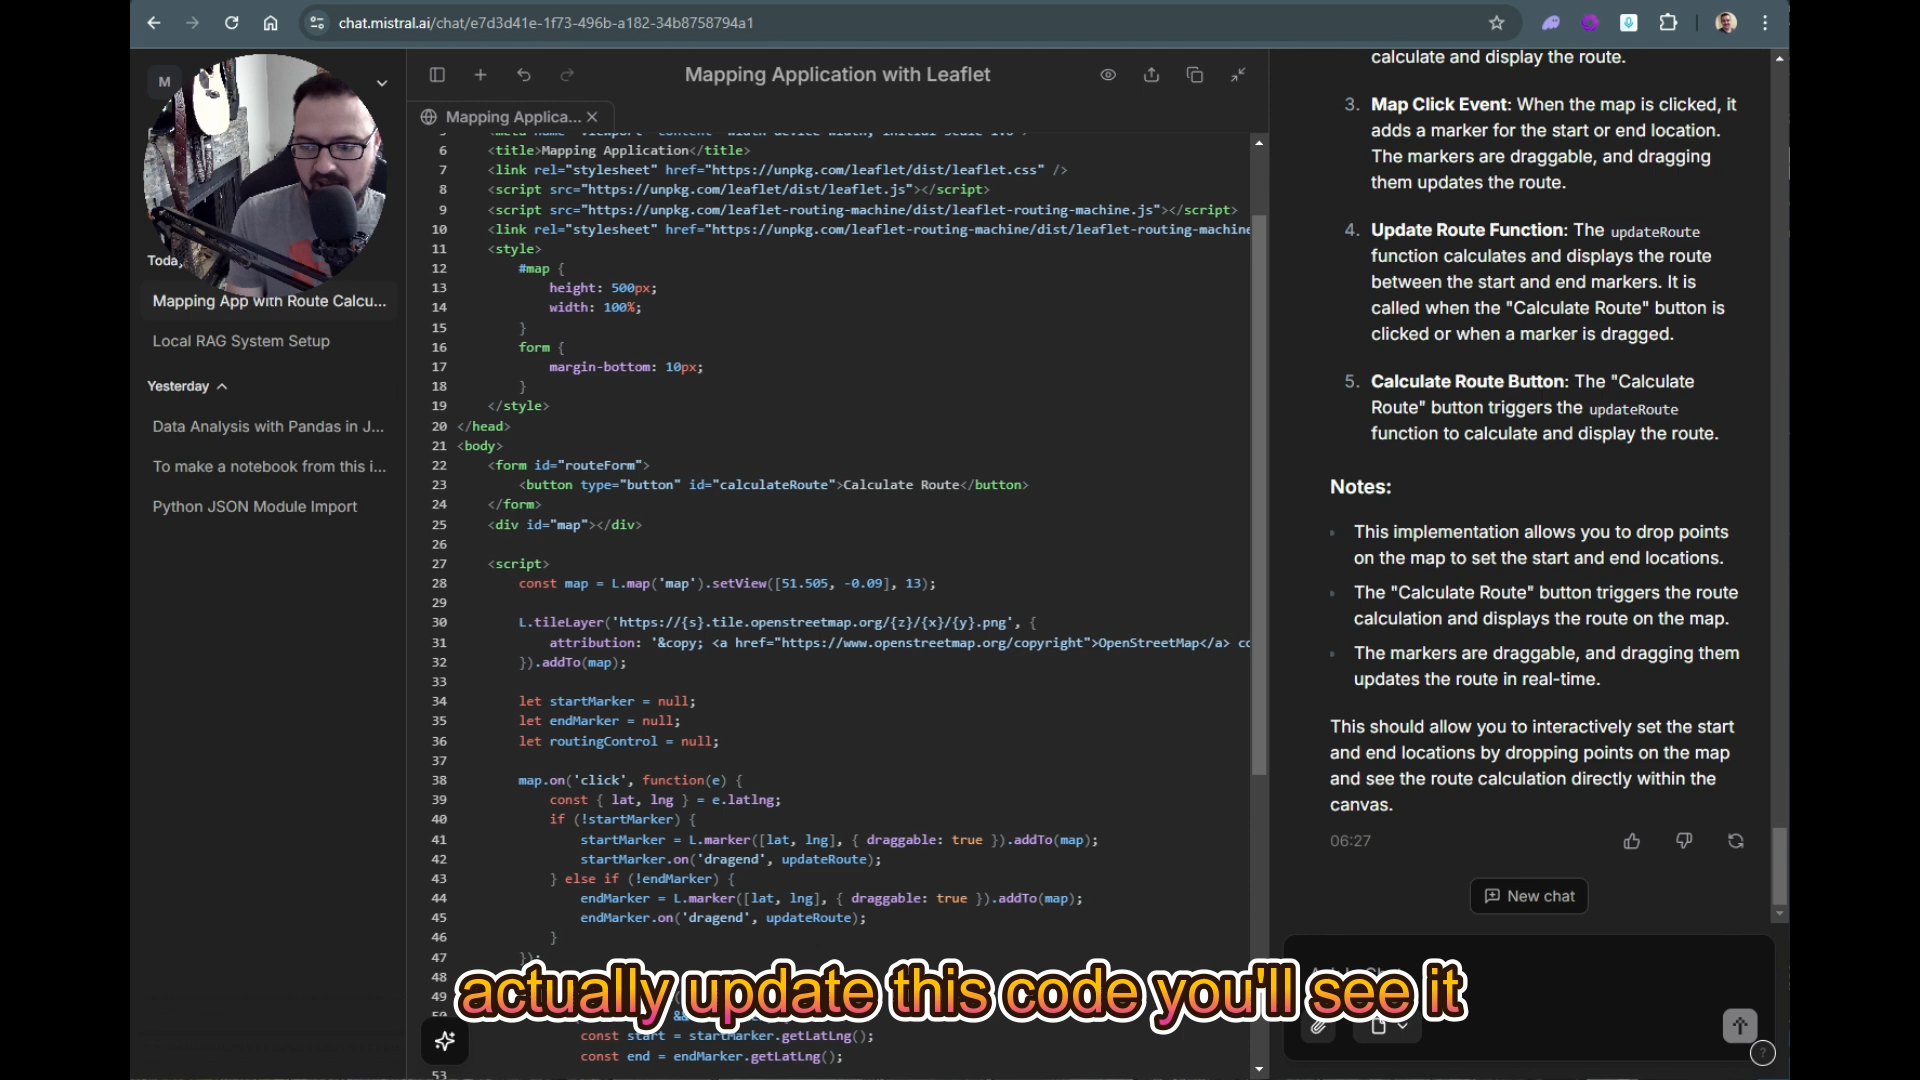 chat.mistral.ai/chat/e7d3d41e-1f73-496b-a182-34b8758794a1
M
Today
Mapping App with Route Calcu...
Local RAG System Setup
Yesterday
Data Analysis with Pandas in J...
To make a notebook from this i...
Python JSON Module Import
Mapping Application with Leaflet
Mapping Applica...
6 <title>Mapping Application</title>
7 <link rel="stylesheet" href="https://unpkg.com/leaflet/dist/leaflet.css" />
8 <script src="https://unpkg.com/leaflet/dist/leaflet.js"></script>
9 <script src="https://unpkg.com/leaflet-routing-machine/dist/leaflet-routing-machine.js"></script>
10 <link rel="stylesheet" href="https://unpkg.com/leaflet-routing-machine/dist/leaflet-routing-machine
11 <style>
12 #map {
13 height: 500px;
14 width: 100%;
15 }
16 form {
17 margin-bottom: 10px;
18 }
19 </style>
20 </head>
21 <body>
22 <form id="routeForm">
23 <button type="button" id="calculateRoute">Calculate Route</button>
24 </form>
25 <div id="map"></div>
26
27 <script>
28 const map = L.map('map').setView([51.505, -0.09], 13);
29
30 L.tileLayer('https://{s}.tile.openstreetmap.org/{z}/{x}/{y}.png', {
31 attribution: '&copy; <a href="https://www.openstreetmap.org/copyright">OpenStreetMap</a> co
32 }).addTo(map);
33
34 let startMarker = null;
35 let endMarker = null;
36 let routingControl = null;
37
38 map.on('click', function(e) {
39 const { lat, lng } = e.latlng;
40 if (!startMarker) {
41 startMarker = L.marker([lat, lng], { draggable: true }).addTo(map);
42 startMarker.on('dragend', updateRoute);
43 } else if (!endMarker) {
44 endMarker = L.marker([lat, lng], { draggable: true }).addTo(map);
45 endMarker.on('dragend', updateRoute);
46 }
47 });
48
49
const start = startMarker.getLatLng();
const end = endMarker.getLatLng();
53
calculate and display the route.
3. Map Click Event: When the map is clicked, it
adds a marker for the start or end location.
The markers are draggable, and dragging
them updates the route.
4. Update Route Function: The updateRoute
function calculates and displays the route
between the start and end markers. It is
called when the "Calculate Route" button is
clicked or when a marker is dragged.
5. Calculate Route Button: The "Calculate
Route" button triggers the updateRoute
function to calculate and display the route.
Notes:
This implementation allows you to drop points
on the map to set the start and end locations.
The "Calculate Route" button triggers the route
calculation and displays the route on the map.
The markers are draggable, and dragging them
updates the route in real-time.
This should allow you to interactively set the start
and end locations by dropping points on the map
and see the route calculation directly within the
canvas.
06:27
New chat
actually update this code you'll see it
?